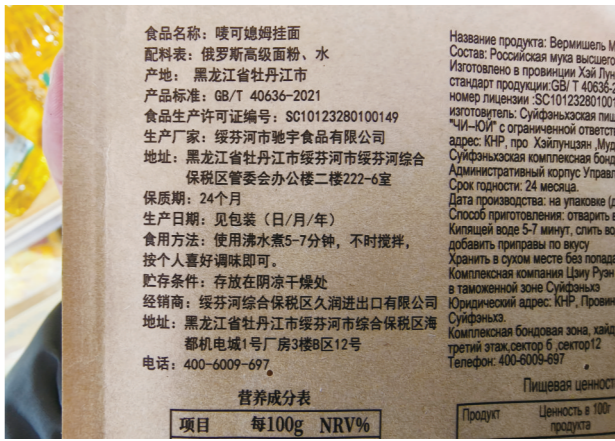 食品名称：唛可媳姆挂面
配料表：俄罗斯高级面粉、水
产地： 黑龙江省牡丹江市
产品标准：GB/T 40636-2021
食品生产许可证编号：SC10123280100149
生产厂家：绥芬河市驰宇食品有限公司
地址：黑龙江省牡丹江市绥芬河市绥芬河综合
保税区管委会办公楼二楼222-6室
保质期：24个月
生产日期：见包装（日/月/年）
食用方法：使用沸水煮5-7分钟，不时搅拌，
按个人喜好调味即可。
贮存条件：存放在阴凉干燥处
经销商：绥芬河综合保税区久润进出口有限公司
地址：黑龙江省牡丹江市绥芬河市综合保税区海
都机电城1号厂房3楼B区12号
电话：400-6009-697
营养成分表
项目 每100g NRV%
Название продукта: Вермишель М
Состав: Российская мука высшего
Изготовлено в провинции Хэй Лун
стандарт продукции:GB/ T 40636-2
номер лицензии :SC10123280100
изготовитель: Суйфэньхэская пищ
"ЧИ--ЮЙ" с ограниченной ответст
адрес: КНР, про Хэйлунцзян ,Муд
Суйфэньхэская комплексная бонд
Административный корпус Управл
Срок годности: 24 месяца.
Дата производства: на упаковке (д
Способ приготовления: отварить в
Кипящей воде 5-7 минут, слить во
добавить приправы по вкусу
Хранить в сухом месте без попада
Комплексная компания Цзиу Руэн
в таможенной зоне Суйфэньхэ
Юридический адрес: КНР, Прови
Суйфэньхэ.
Комплексная бондовая зона, хайд
третий этаж,сектор б ,сектор12
Телефон: 400-6009-697
Пищевая ценност
Продукт Ценность в 100г
продукта